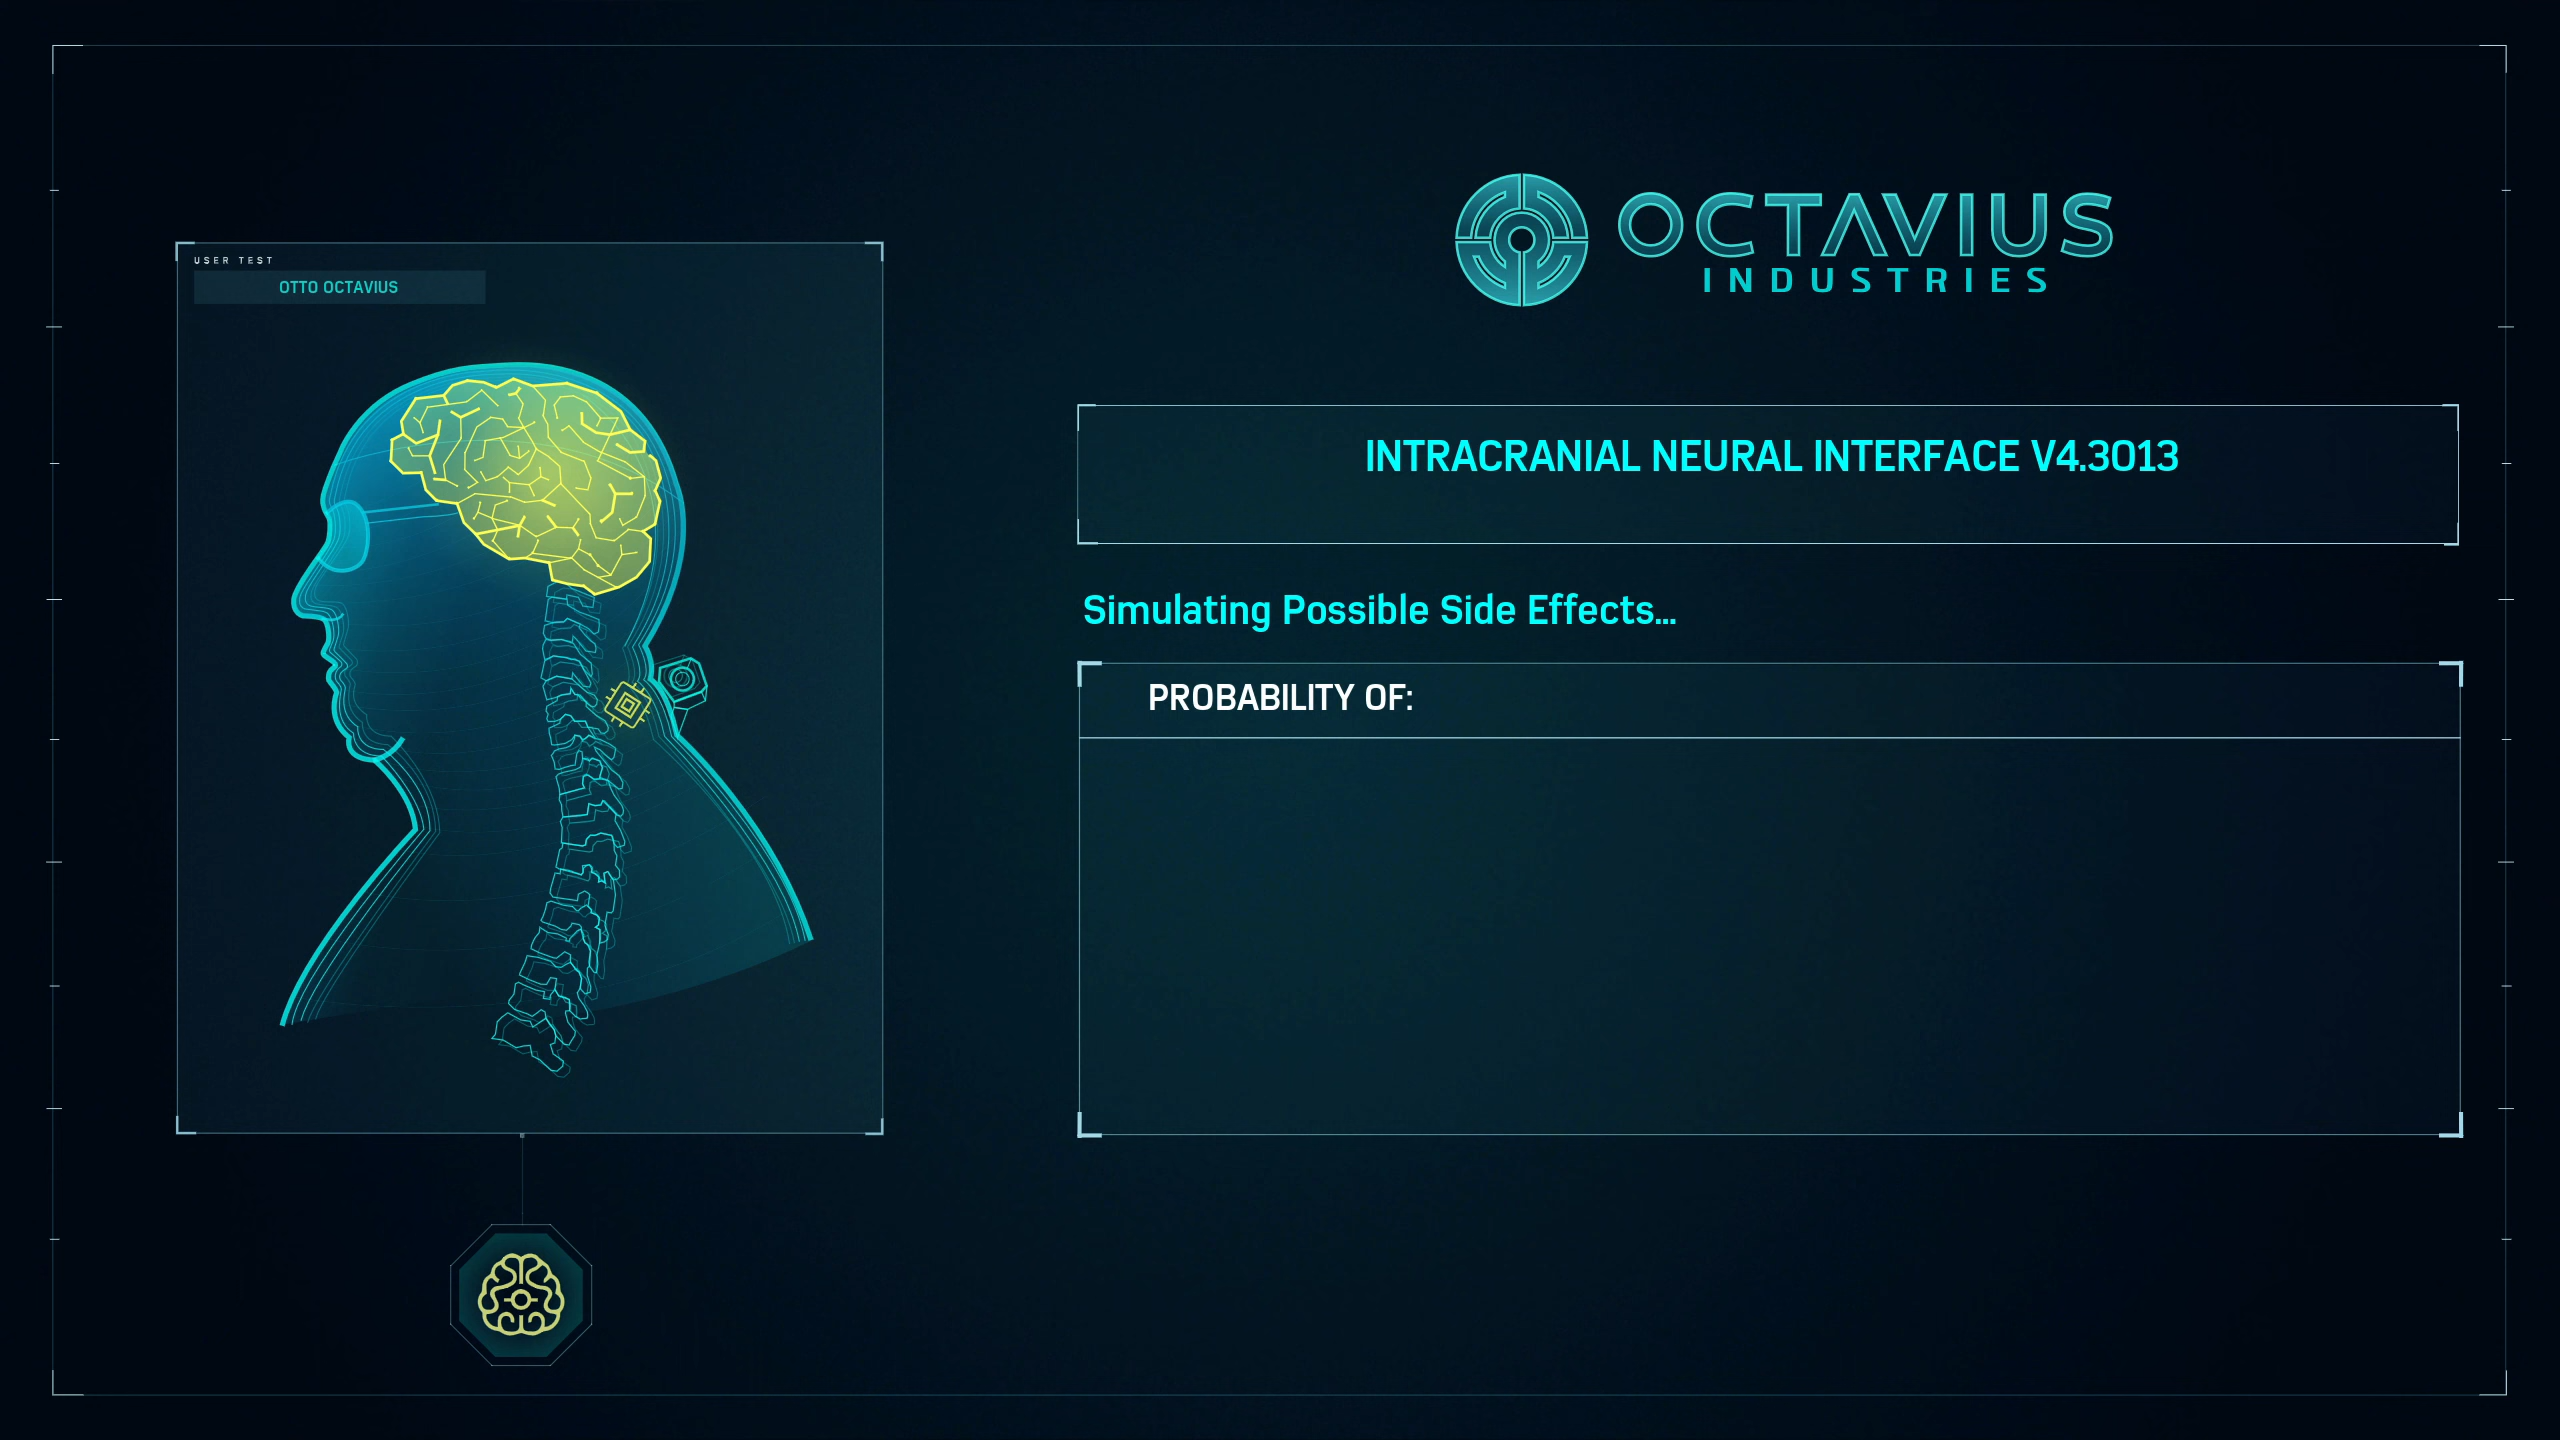 USER TEST
OTTO OCTAVIUS
OCTAVIUS
INDUSTRIES
INTRACRANIAL NEURAL INTERFACE V4.3013
Simulating Possible Side Effects...
PROBABILITY OF: